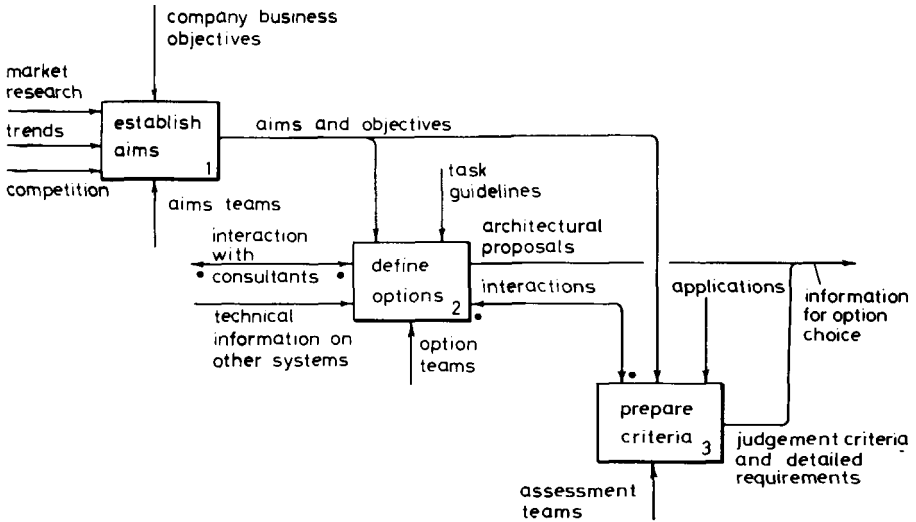 company business
objectives
market
research
trends
competition
establish
aims
1
aims teams
aims and objectives
task
guidelines
interaction
with
consultants
technical
information on
other systems
define
options
2
option
teams
architectural
proposals
interactions
applications
information
for option
choice
prepare
criteria
3
judgement criteria
and detailed
requirements
assessment
teams